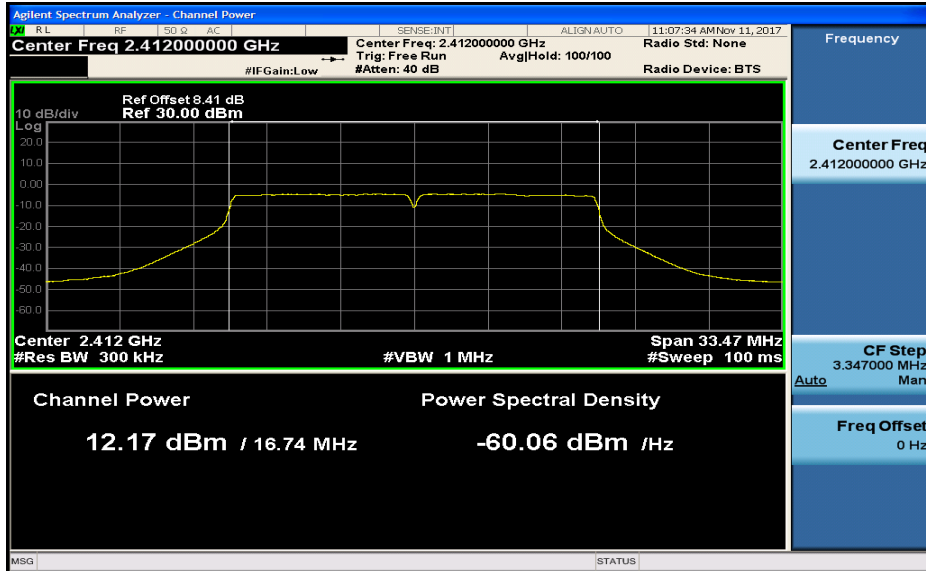 Agilent Spectrum Analyzer - Channel Power
LXI RL RF 50 Ω AC SENSE:INT ALIGN AUTO 11:07:34 AM Nov 11, 2017
Center Freq 2.412000000 GHz
Center Freq: 2.412000000 GHz
Radio Std: None
Trig: Free Run Avg|Hold: 100/100
#IFGain:Low
#Atten: 40 dB
Radio Device: BTS
Ref Offset 8.41 dB
10 dB/div Ref 30.00 dBm
Log
20.0
10.0
0.00
-10.0
-20.0
-30.0
-40.0
-50.0
-60.0
Center 2.412 GHz Span 33.47 MHz
#Res BW 300 kHz #VBW 1 MHz #Sweep 100 ms
Channel Power Power Spectral Density
12.17 dBm / 16.74 MHz -60.06 dBm /Hz
MSG STATUS
Frequency
Center Freq
2.412000000 GHz
CF Step
3.347000 MHz
Auto Man
Freq Offset
0 Hz